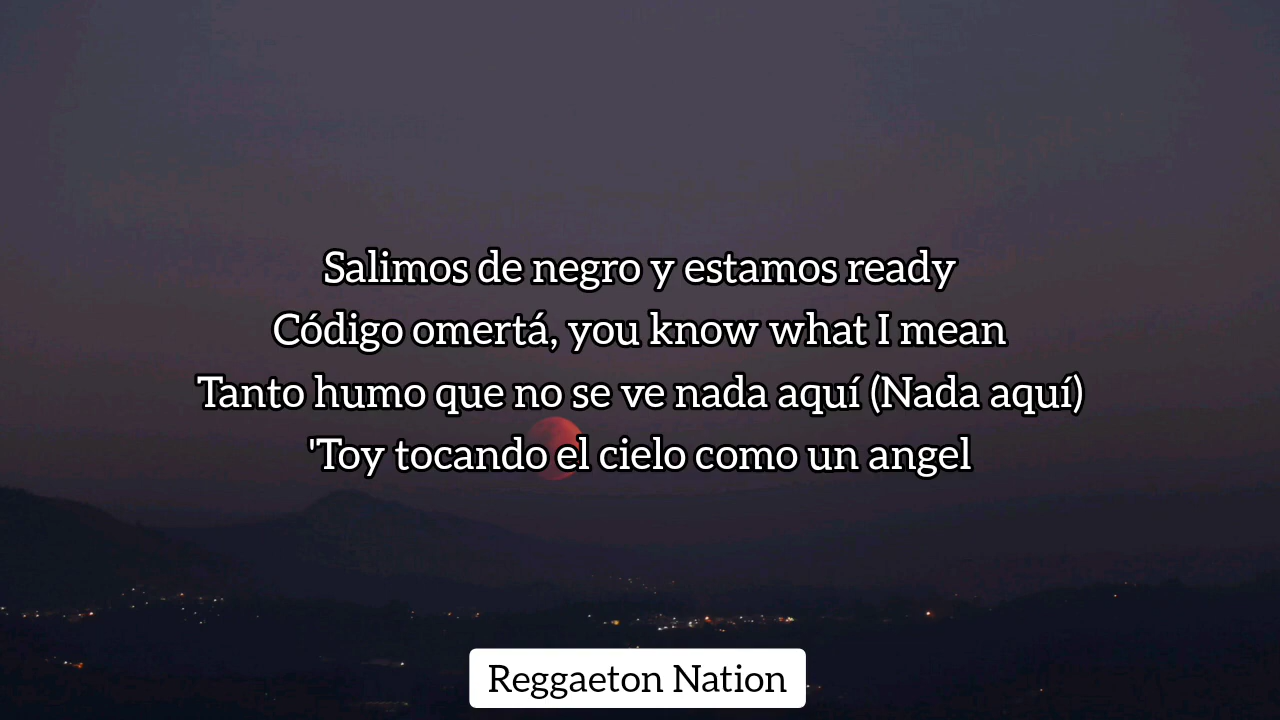 Salimos de negro y estamos ready
Código omertá, you know what I mean
Tanto humo que no se ve nada aquí (Nada aquí)
'Toy tocando el cielo como un angel
Reggaeton Nation